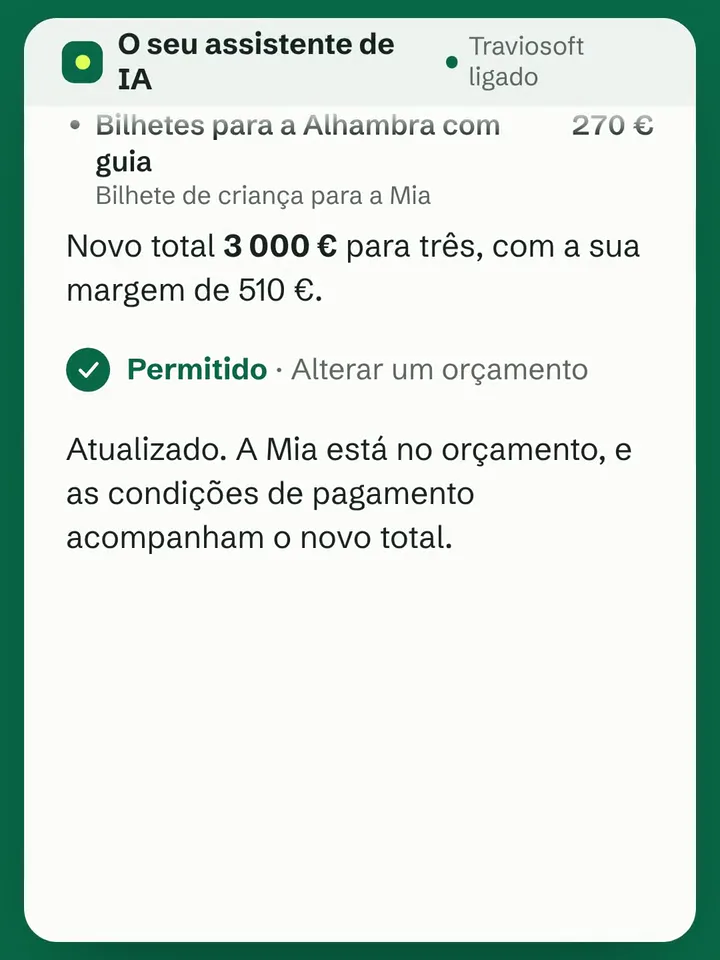 O seu assistente de
IA
Traviosoft
ligado
Bilhetes para a Alhambra com
270 €
guia
Bilhete de criança para a Mia
Novo total 3 000 € para três, com a sua
margem de 510 €.
Permitido · Alterar um orçamento
Atualizado. A Mia está no orçamento, e
as condições de pagamento
acompanham o novo total.